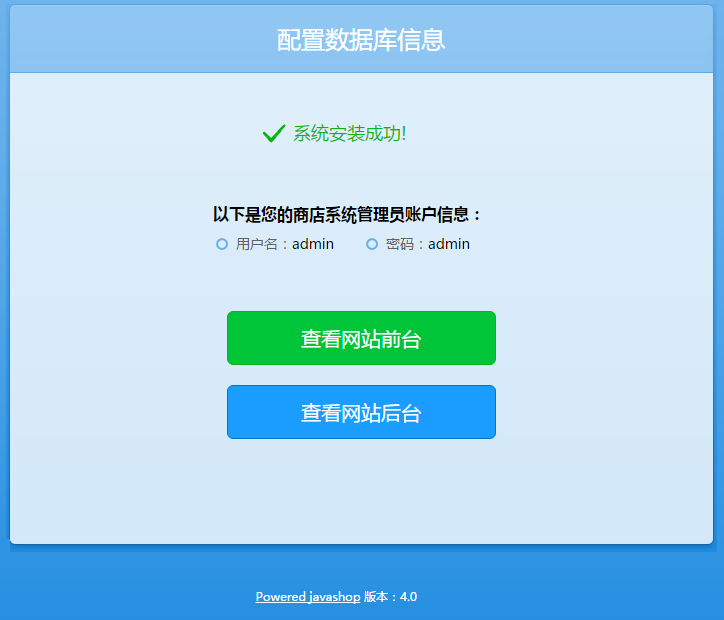 配置数据库信息
系统安装成功!
以下是您的商店系统管理员账户信息：
用户名：admin 密码：admin
查看网站前台
查看网站后台
Powered javashop 版本：4.0